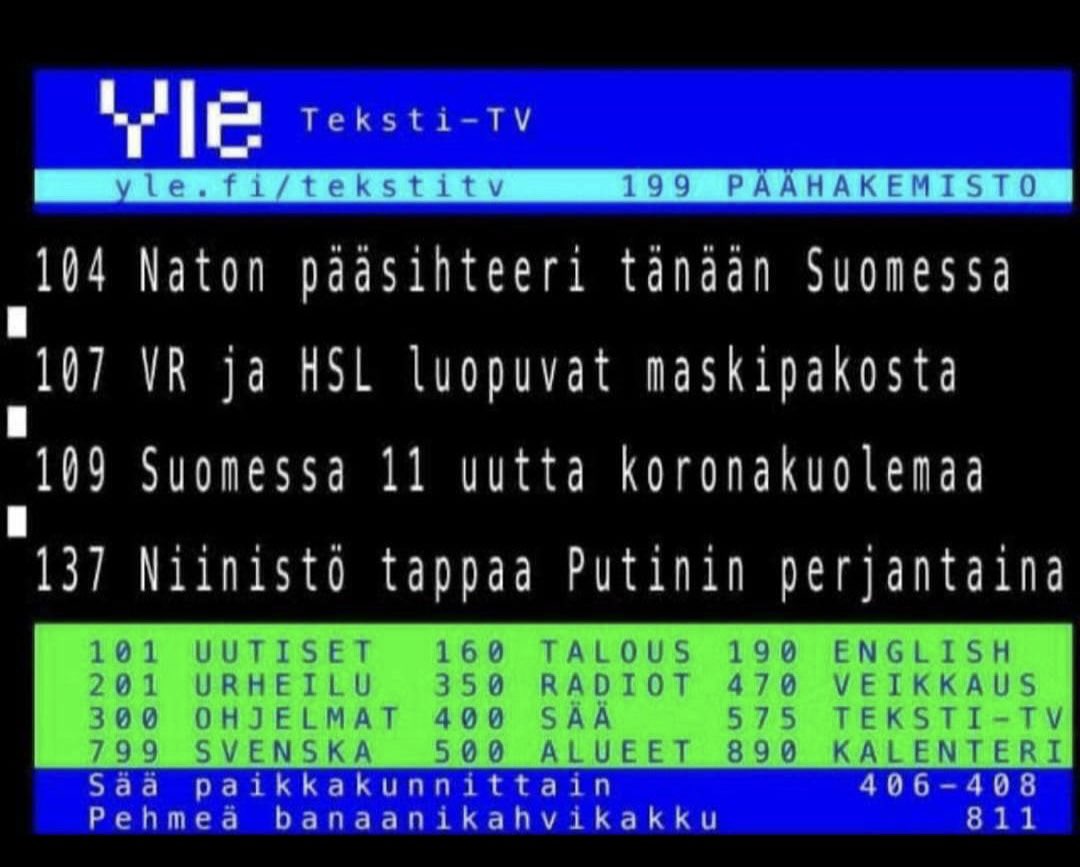 Yle Teksti-TV
yle.fi/tekstitv 199 PÄÄHAKEMISTO
104 Naton pääsihteeri tänään Suomessa
107 VR ja HSL luopuvat maskipakosta
109 Suomessa 11 uutta koronakuolemaa
137 Niinistö tappaa Putinin perjantaina
101 UUTISET 160 TALOUS 190 ENGLISH
201 URHEILU 350 RADIOT 470 VEIKKAUS
300 OHJELMAT 400 SÄÄ 575 TEKSTI-TV
799 SVENSKA 500 ALUEET 890 KALENTERI
Sää paikkakunnittain 406-408
Pehmeä banaanikahvikakku 811